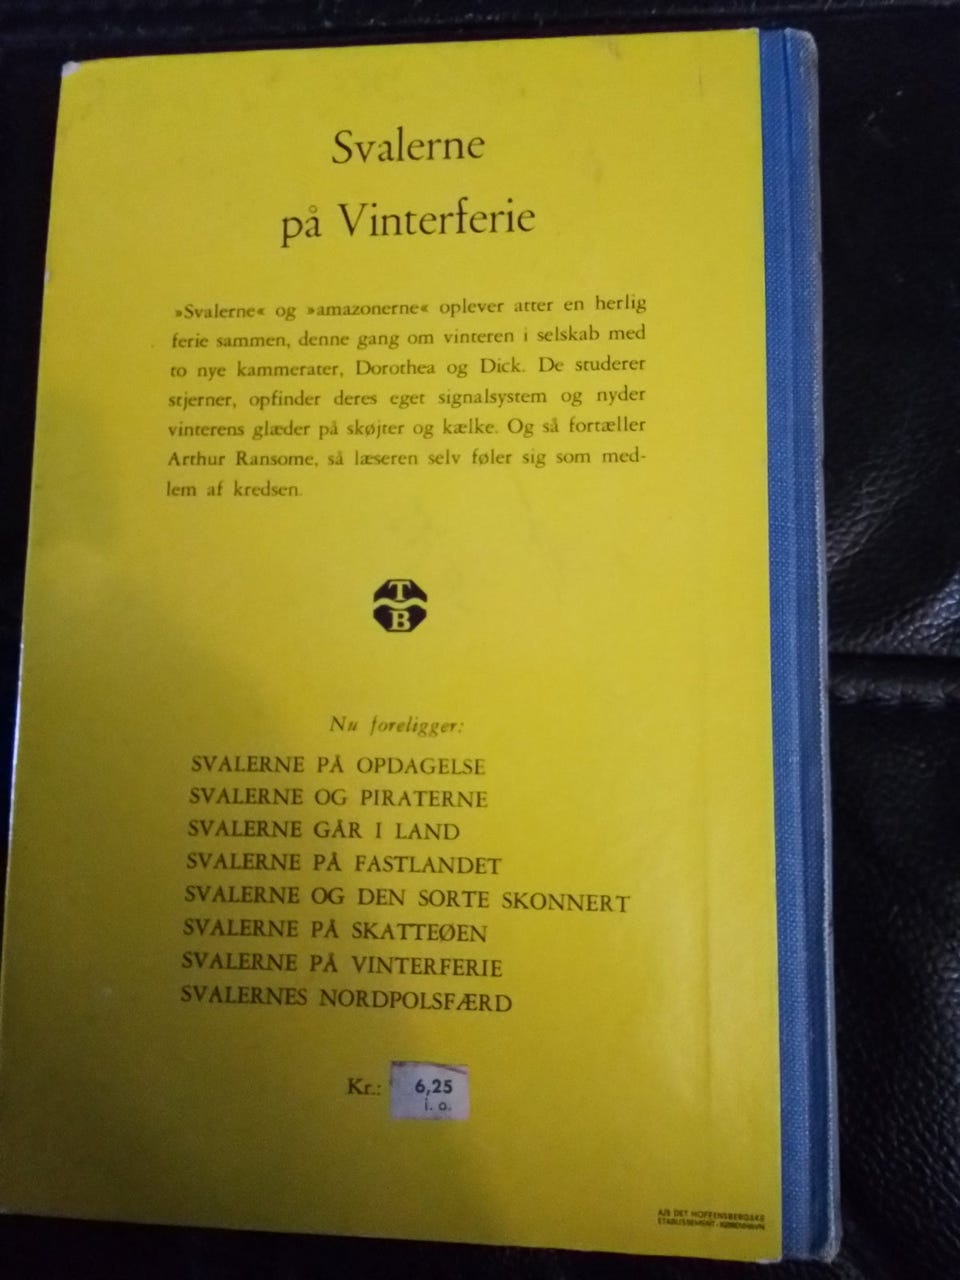 Svalerne
på Vinterferie
»Svalerne« og »amazonerne« oplever atter en herlig
ferie sammen, denne gang om vinteren i selskab med
to nye kammerater, Dorothea og Dick. De studerer
stjerner, opfinder deres eget signalsystem og nyder
vinterens glæder på skøjter og kælke. Og så fortæller
Arthur Ransome, så læseren selv føler sig som med-
lem af kredsen.
T
B
Nu foreligger:
SVALERNE PÅ OPDAGELSE
SVALERNE OG PIRATERNE
SVALERNE GÅR I LAND
SVALERNE PÅ FASTLANDET
SVALERNE OG DEN SORTE SKONNERT
SVALERNE PÅ SKATTEØEN
SVALERNE PÅ VINTERFERIE
SVALERNES NORDPOLSFÆRD
Kr.: 6,25
i. o.
A/S DET HOFFENSBERGSKE
ETABLISSEMENT - KØBENHAVN